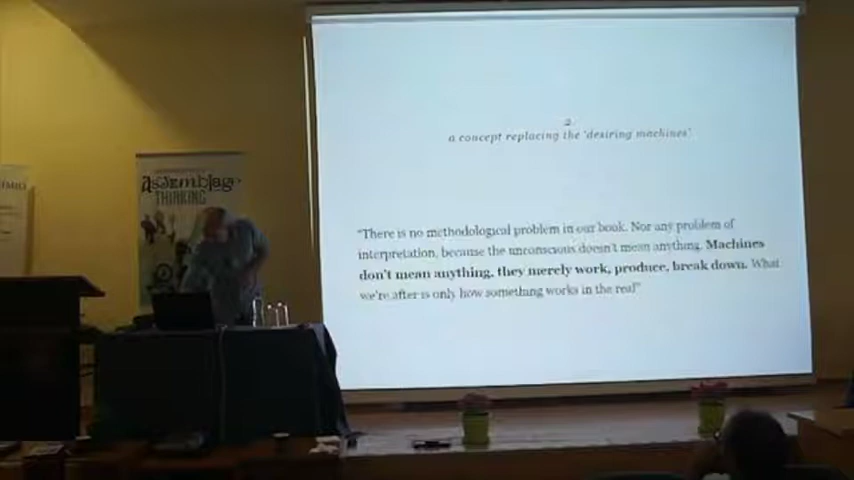 Assemblage
THINKING
2
a concept replacing the 'desiring machines'
"There is no methodological problem in our book. Nor any problem of
interpretation, because the unconscious doesn't mean anything. Machines
don't mean anything, they merely work, produce, break down. What
we're after is only how something works in the real"